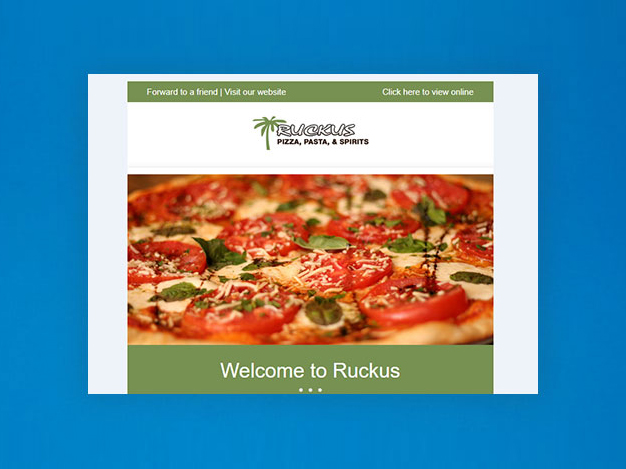 Forward to a friend | Visit our website
Click here to view online
RUCKUS
PIZZA, PASTA, & SPIRITS
Welcome to Ruckus